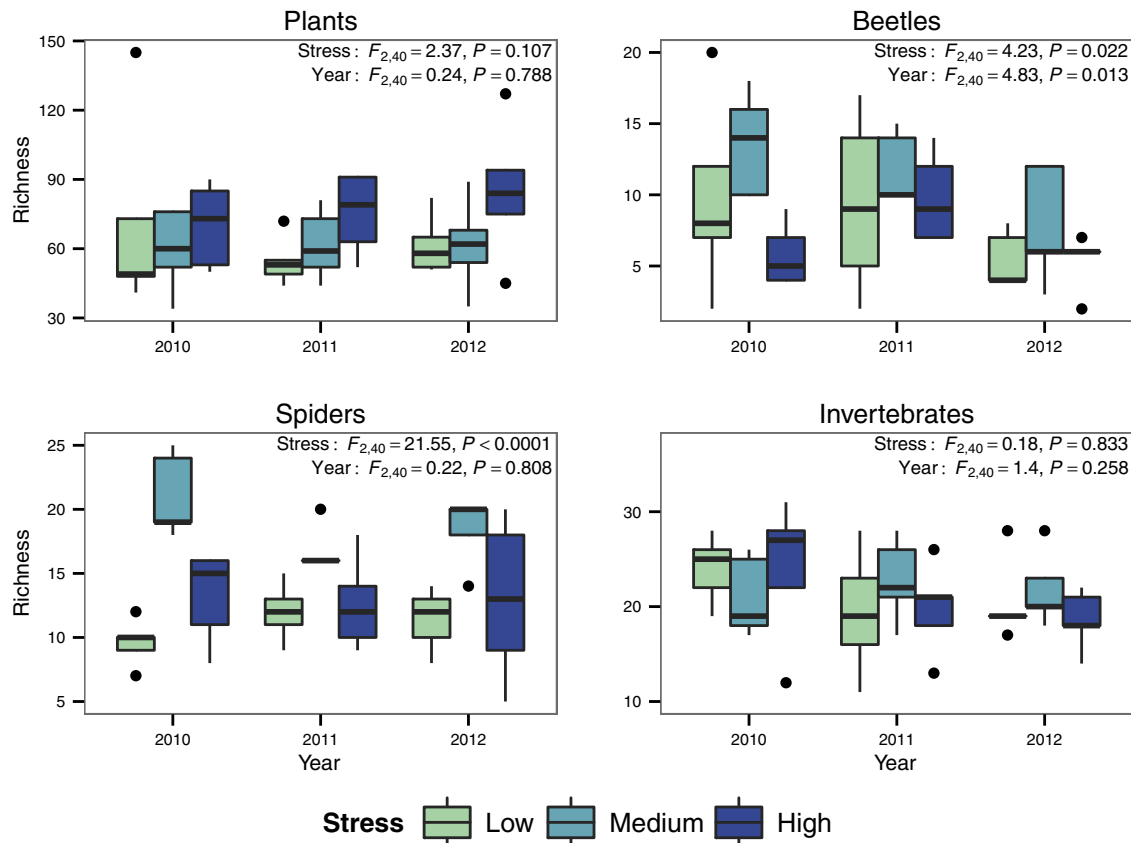 Plants
Stress : F2,40 = 2.37, P = 0.107
Year : F2,40 = 0.24, P = 0.788
Richness
150
120
90
60
30
2010 2011 2012
Beetles
Stress : F2,40 = 4.23, P = 0.022
Year : F2,40 = 4.83, P = 0.013
20
15
10
5
2010 2011 2012
Spiders
Stress : F2,40 = 21.55, P < 0.0001
Year : F2,40 = 0.22, P = 0.808
Richness
25
20
15
10
5
2010 2011 2012
Year
Invertebrates
Stress : F2,40 = 0.18, P = 0.833
Year : F2,40 = 1.4, P = 0.258
30
20
10
2010 2011 2012
Year
Stress Low Medium High